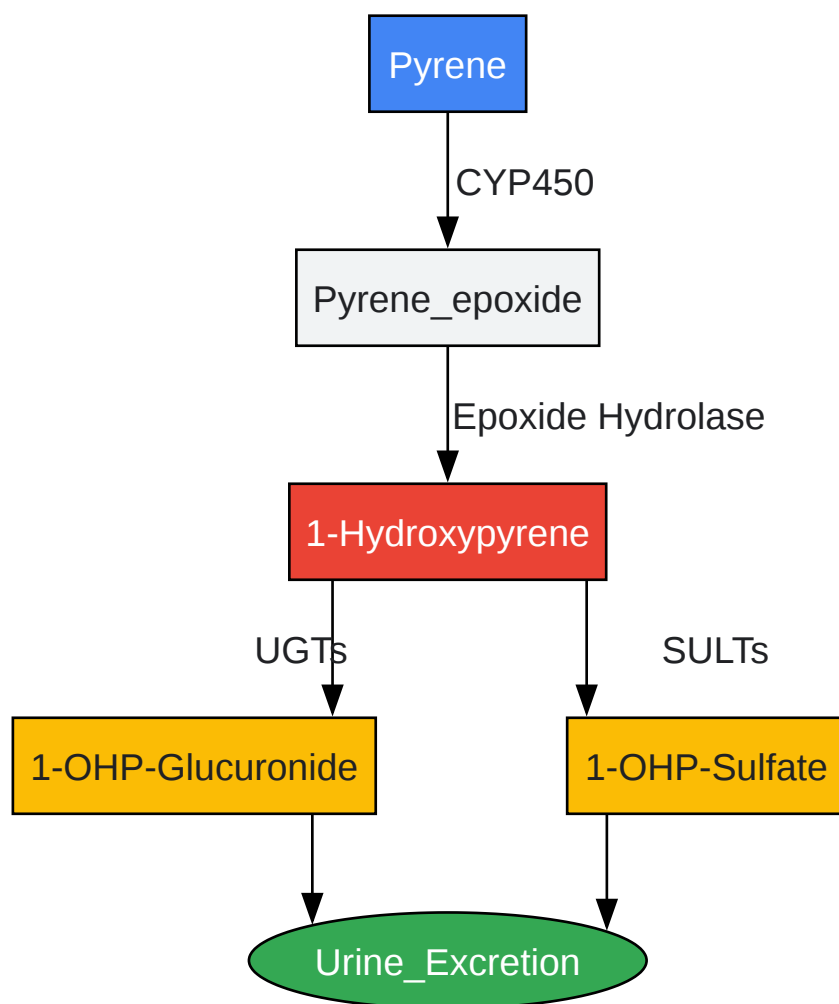 Pyrene
CYP450
Pyrene_epoxide
Epoxide Hydrolase
1-Hydroxypyrene
UGTs
SULTs
1-OHP-Glucuronide
1-OHP-Sulfate
Urine_Excretion